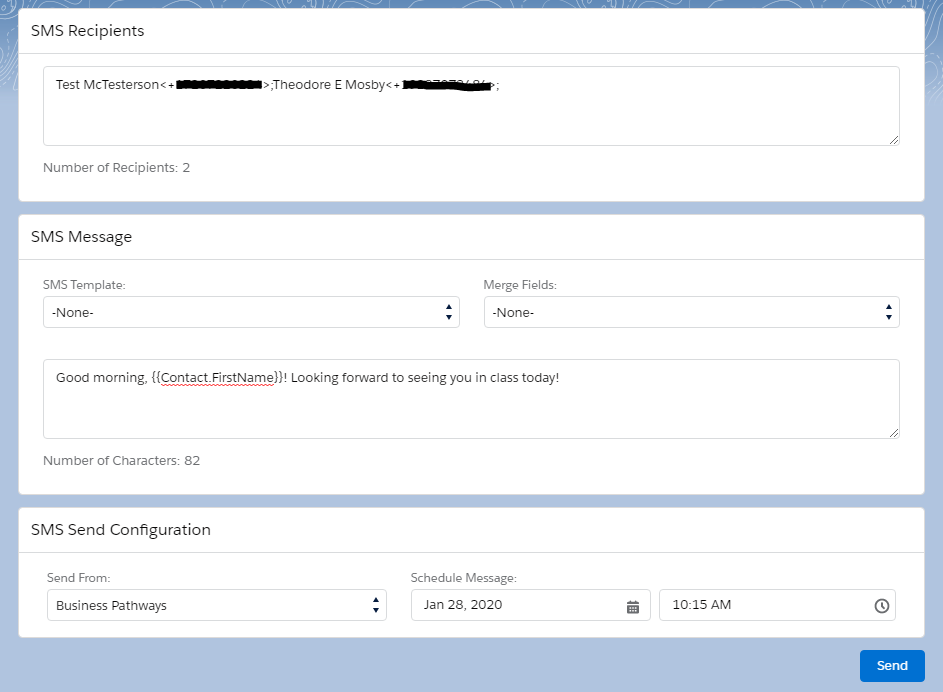 SMS Recipients
Test McTesterson<+ >;Theodore E Mosby<+ >;
Number of Recipients: 2
SMS Message
SMS Template:
Merge Fields:
-None-
-None-
Good morning, {{Contact.FirstName}}! Looking forward to seeing you in class today!
Number of Characters: 82
SMS Send Configuration
Send From:
Schedule Message:
Business Pathways
Jan 28, 2020
10:15 AM
Send